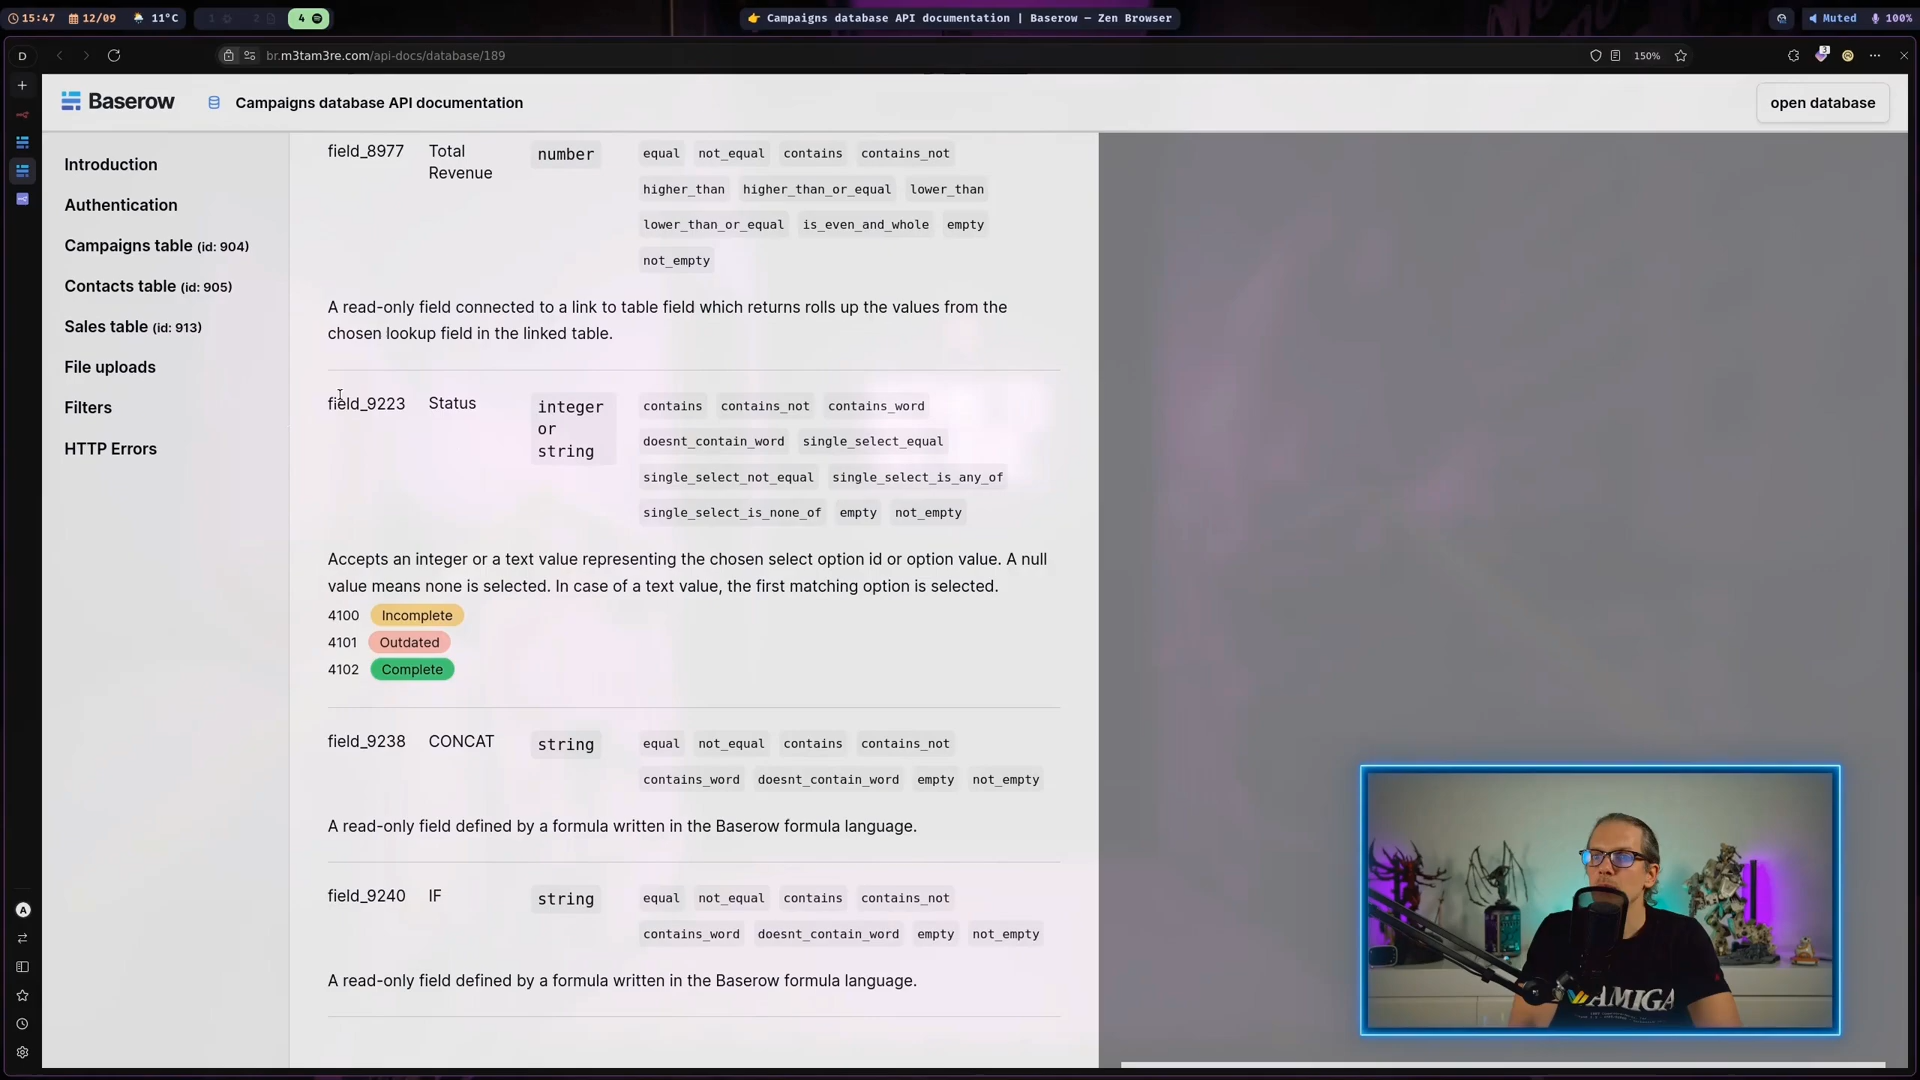 15:47 12/09 11°C 1 2 4 Campaigns database API documentation | Baserow — Zen Browser Muted 100%
D br.m3tam3re.com/api-docs/database/189 150% 3
Baserow Campaigns database API documentation open database
Introduction
Authentication
Campaigns table (id: 904)
Contacts table (id: 905)
Sales table (id: 913)
File uploads
Filters
HTTP Errors
field_8977 Total Revenue number equal not_equal contains contains_not
higher_than higher_than_or_equal lower_than
lower_than_or_equal is_even_and_whole empty
not_empty
A read-only field connected to a link to table field which returns rolls up the values from the
chosen lookup field in the linked table.
field_9223 Status integer or string contains contains_not contains_word
doesnt_contain_word single_select_equal
single_select_not_equal single_select_is_any_of
single_select_is_none_of empty not_empty
Accepts an integer or a text value representing the chosen select option id or option value. A null
value means none is selected. In case of a text value, the first matching option is selected.
4100 Incomplete
4101 Outdated
4102 Complete
field_9238 CONCAT string equal not_equal contains contains_not
contains_word doesnt_contain_word empty not_empty
A read-only field defined by a formula written in the Baserow formula language.
field_9240 IF string equal not_equal contains contains_not
contains_word doesnt_contain_word empty not_empty
A read-only field defined by a formula written in the Baserow formula language.
A
AMIGA